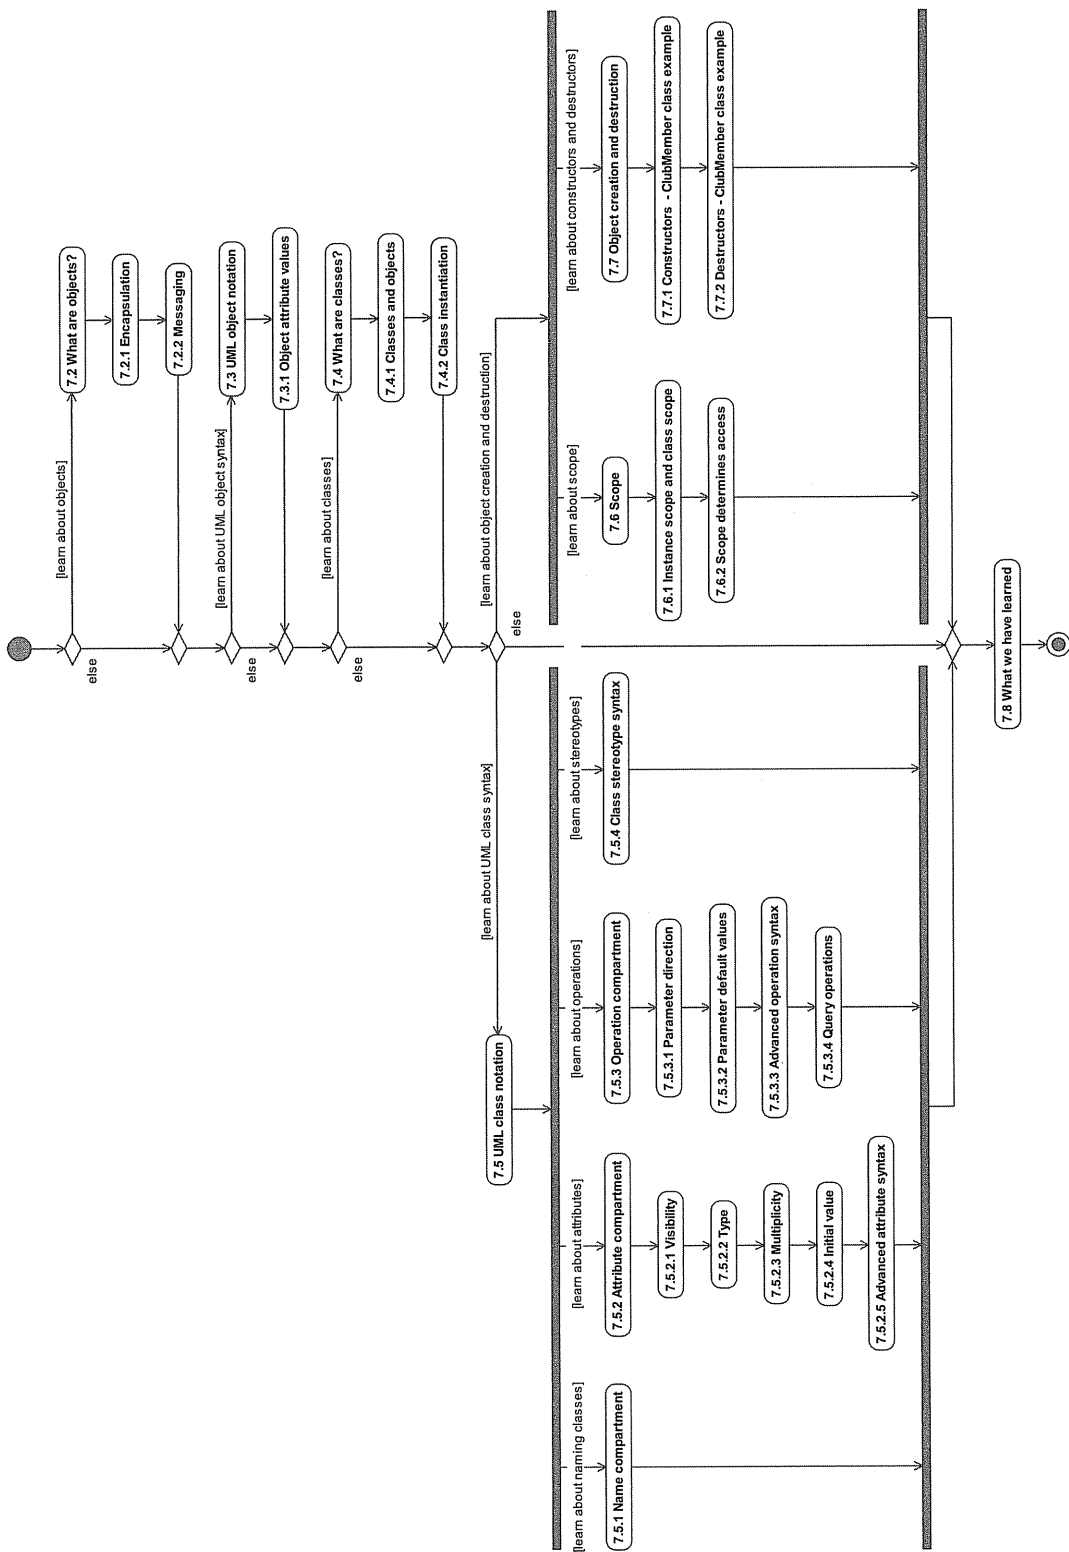 [learn about objects]
7.2 What are objects?
else
7.2.1 Encapsulation
7.2.2 Messaging
[learn about UML object syntax]
7.3 UML object notation
else
7.3.1 Object attribute values
[learn about classes]
7.4 What are classes?
else
7.4.1 Classes and objects
7.4.2 Class instantiation
[learn about UML class syntax]
[learn about object creation and destruction]
else
7.5 UML class notation
[learn about naming classes]
7.5.1 Name compartment
[learn about attributes]
7.5.2 Attribute compartment
7.5.2.1 Visibility
7.5.2.2 Type
7.5.2.3 Multiplicity
7.5.2.4 Initial value
7.5.2.5 Advanced attribute syntax
[learn about operations]
7.5.3 Operation compartment
7.5.3.1 Parameter direction
7.5.3.2 Parameter default values
7.5.3.3 Advanced operation syntax
7.5.3.4 Query operations
[learn about stereotypes]
7.5.4 Class stereotype syntax
[learn about scope]
7.6 Scope
7.6.1 Instance scope and class scope
7.6.2 Scope determines access
[learn about constructors and destructors]
7.7 Object creation and destruction
7.7.1 Constructors - ClubMember class example
7.7.2 Destructors - ClubMember class example
7.8 What we have learned